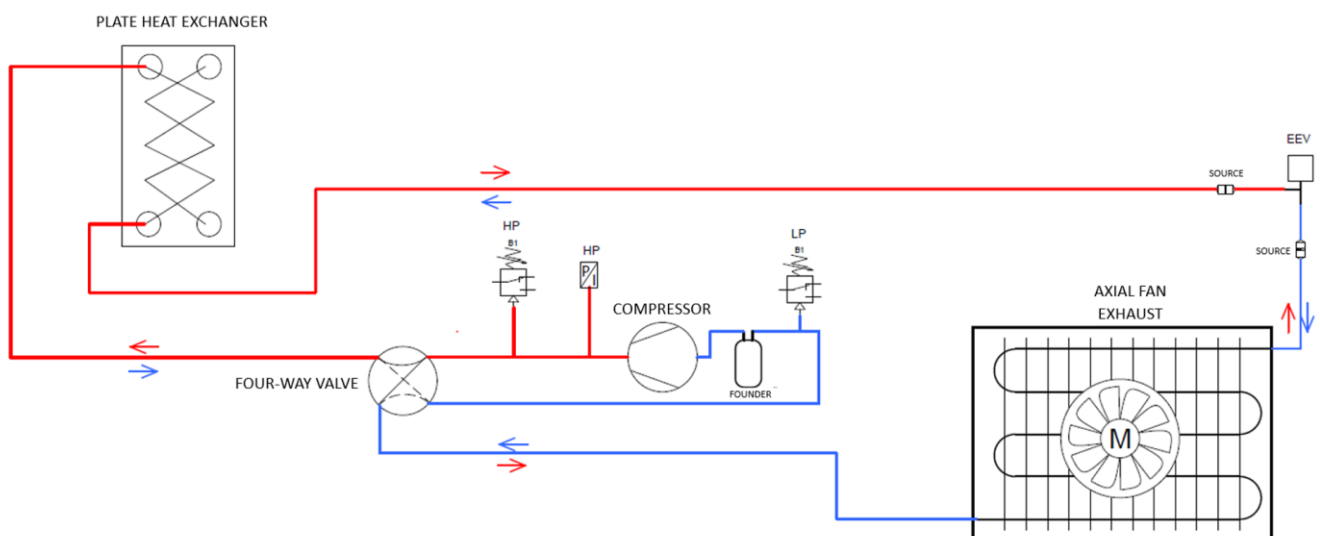 PLATE HEAT EXCHANGER
EEV
SOURCE
HP
B1
HP
P
I
LP
B1
SOURCE
COMPRESSOR
AXIAL FAN
EXHAUST
FOUR-WAY VALVE
FOUNDER
M